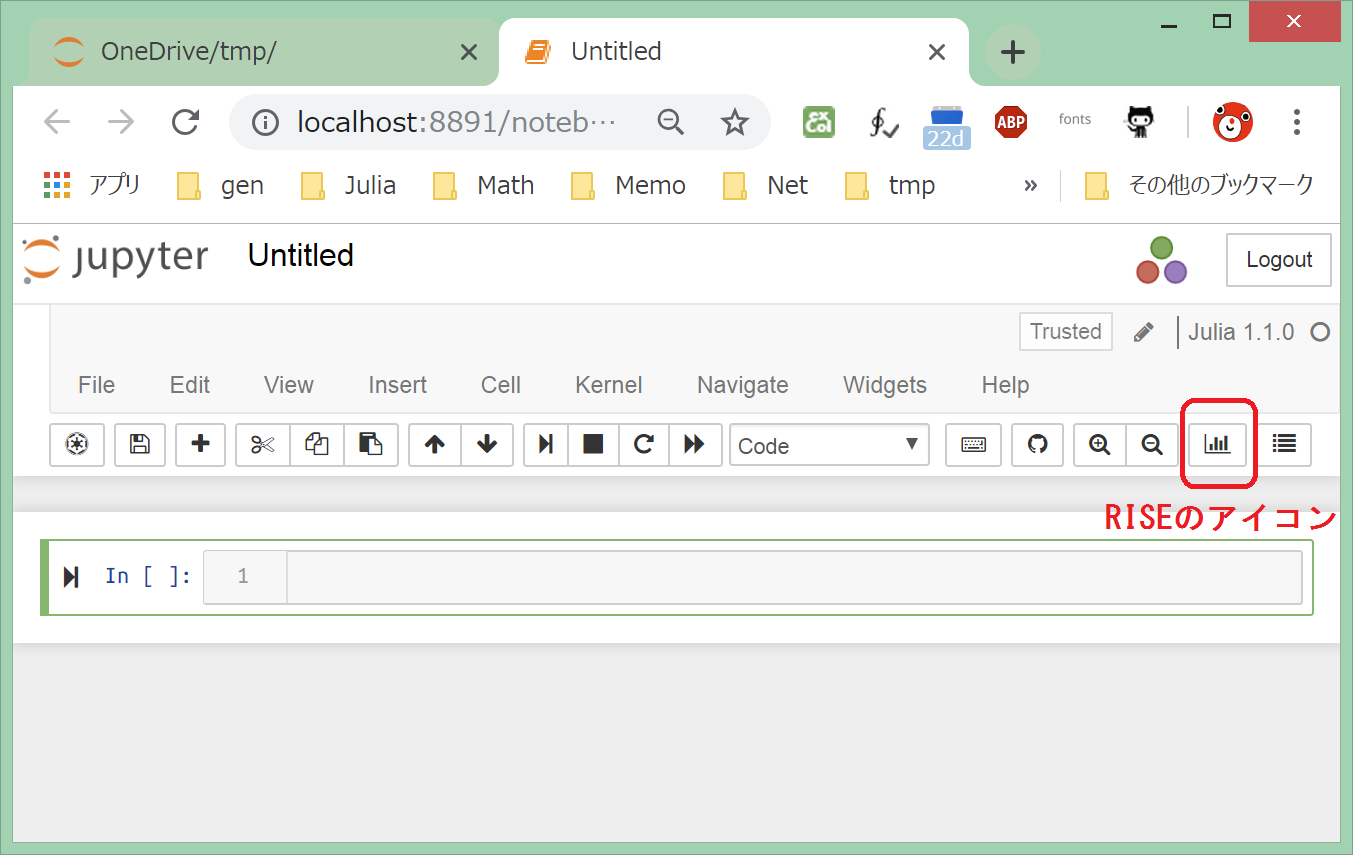 OneDrive/tmp/
Untitled
localhost:8891/noteb…
ex
Col
22d
ABP
fonts
アプリ
gen
Julia
Math
Memo
Net
tmp
»
その他のブックマーク
jupyter
Untitled
Logout
Trusted
Julia 1.1.0
File
Edit
View
Insert
Cell
Kernel
Navigate
Widgets
Help
Code
RISEのアイコン
In [ ]:
1